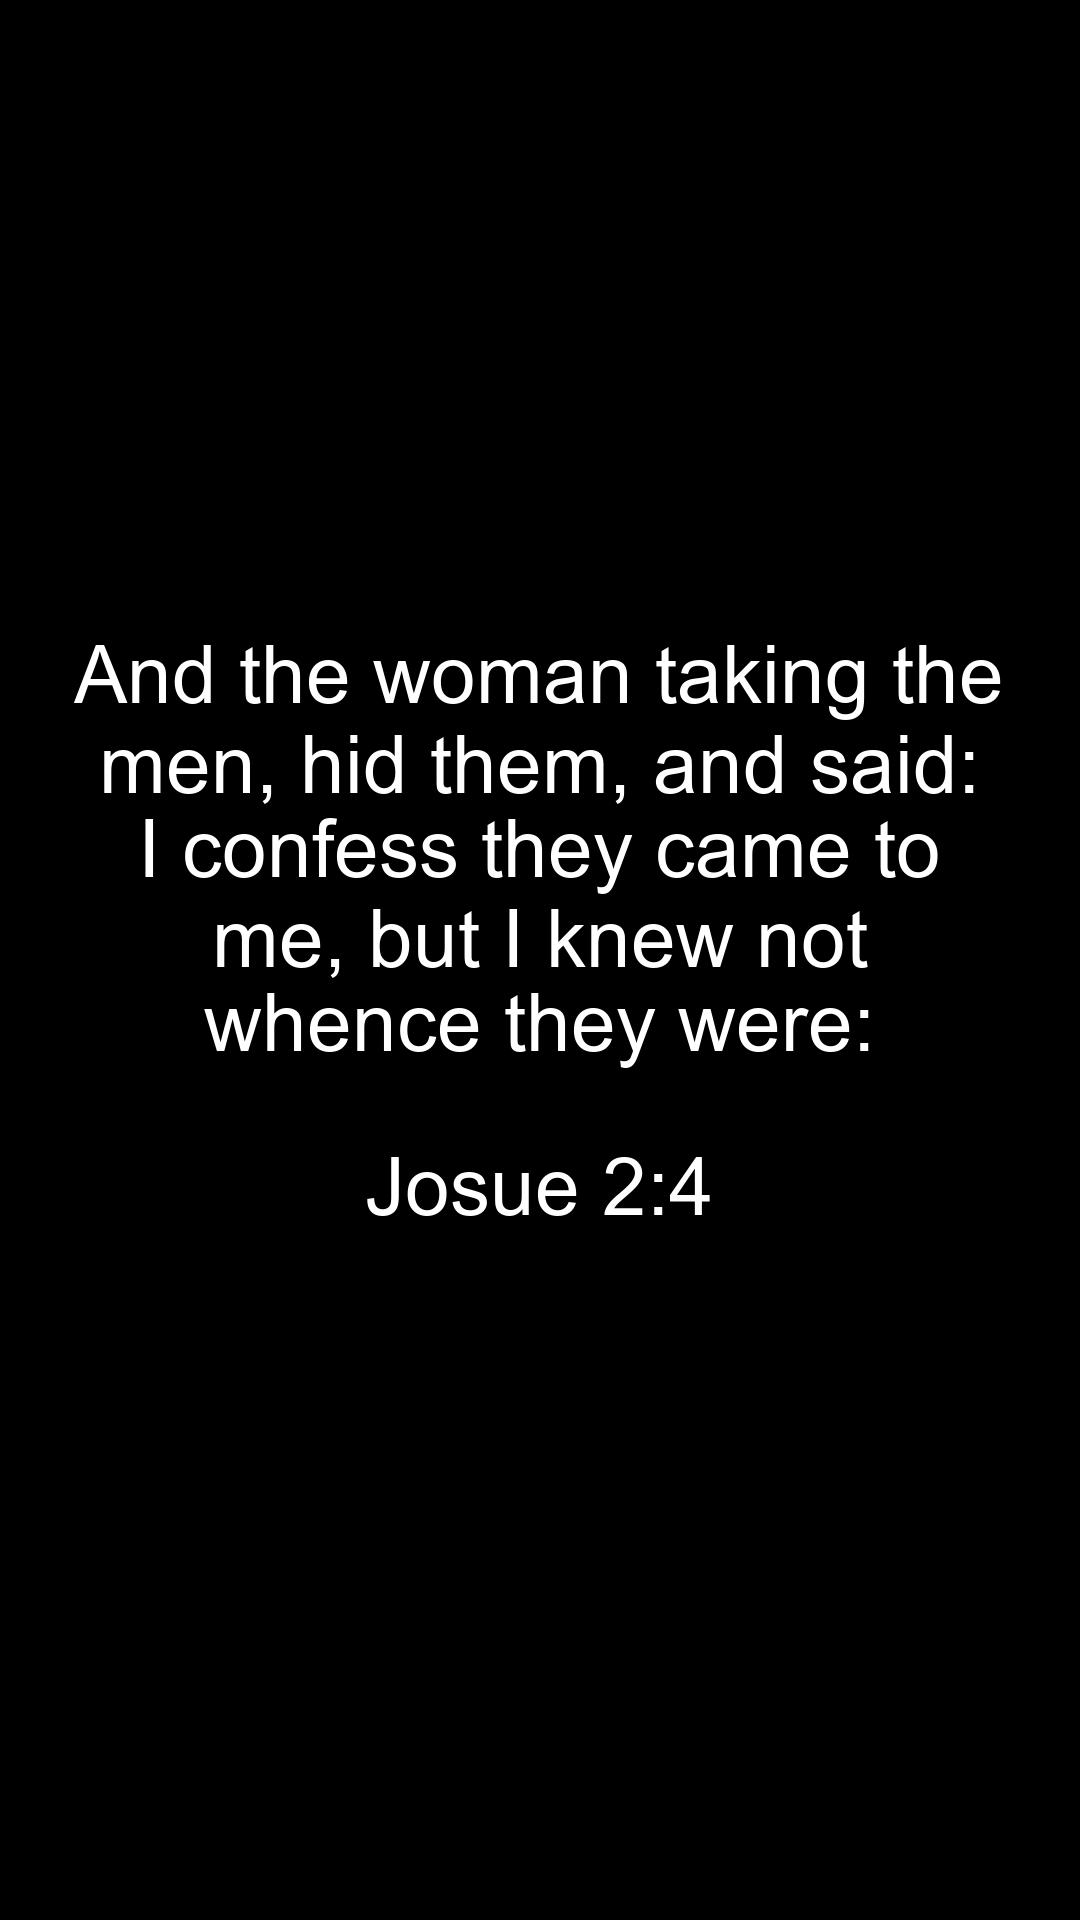 And the woman taking the
men, hid them, and said:
I confess they came to
me, but I knew not
whence they were:
Josue 2:4